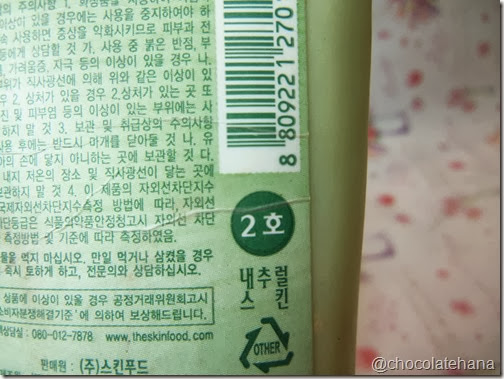 의 주의사항 1. 화장품을 사용하여
이상이 있을 경우에는 사용을 중지하여야 하
속 사용하면 증상을 악화시키므로 피부과 전
등에게 상담할 것 가. 사용 중 붉은 반점, 부
, 가려움증, 자극 등의 이상이 있을 경우 나.
위가 직사광선에 의해 위와 같은 이상이 있
경우 2. 상처가 있는 곳 또
진 및 피부염 등의 이상이 있는 부위에는 사
하지 말 것 3. 보관 및 취급상의 주의사항
사용 후에는 반드시 마개를 닫아둘 것 나. 유
아의 손에 닿지 아니하는 곳에 보관할 것 다.
내지 저온의 장소 및 직사광선이 닿는 곳에
보관하지 말 것 4. 이 제품의 자외선차단지수
국제자외선차단지수측정 방법에 따라, 자외선
차단등급은 식품의약품안전청고시 자외선 차단
측정방법 및 기준에 따라 측정하였음.
물을 먹지 마십시오. 만일 먹거나 삼켰을 경우
즉시 토하게 하고, 전문의와 상담하십시오.
상품에 이상이 있을 경우 공정거래위원회고시
소비자분쟁해결기준" 에 의하여 보상해드립니다.
상담실 : 080-012-7878 www.theskinfood.com
판매원 : (주)스킨푸드
8 809221 270
2호
내추럴
스킨
OTHER
@chocolatehana